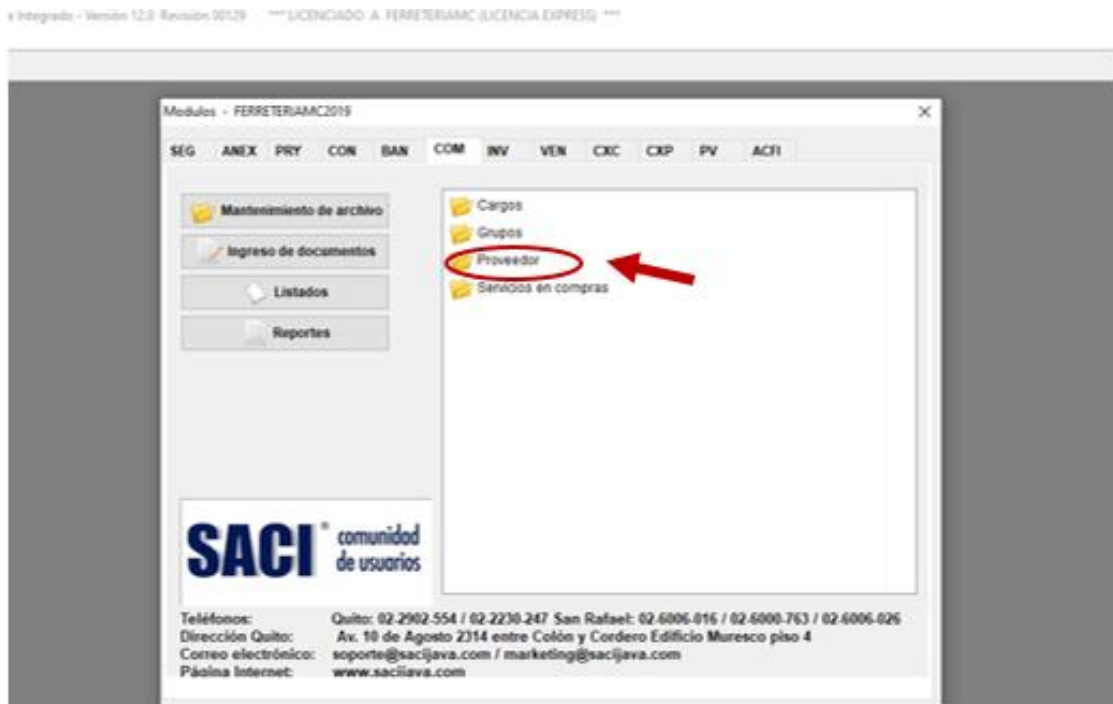 e Integrado - Versión 12.0 Revisión 00129 / *** LICENCIADO A FERRETERIAMC (LICENCIA EXPRESS) ***
Modulos - FERRETERIAMC2019
SEG ANEX PRY CON BAN COM INV VEN CXC CXP PV ACFI
Mantenimiento de archivo
Ingreso de documentos
Listados
Reportes
Cargos
Grupos
Proveedor
Servicios en compras
SACI® comunidad
de usuarios
Teléfonos: Quito: 02-2902-554 / 02-2230-247 San Rafael: 02-6006-016 / 02-6000-763 / 02-6006-026
Dirección Quito: Av. 10 de Agosto 2314 entre Colón y Cordero Edificio Muresco piso 4
Correo electrónico: soporte@sacijava.com / marketing@sacijava.com
Página Internet: www.sacijava.com